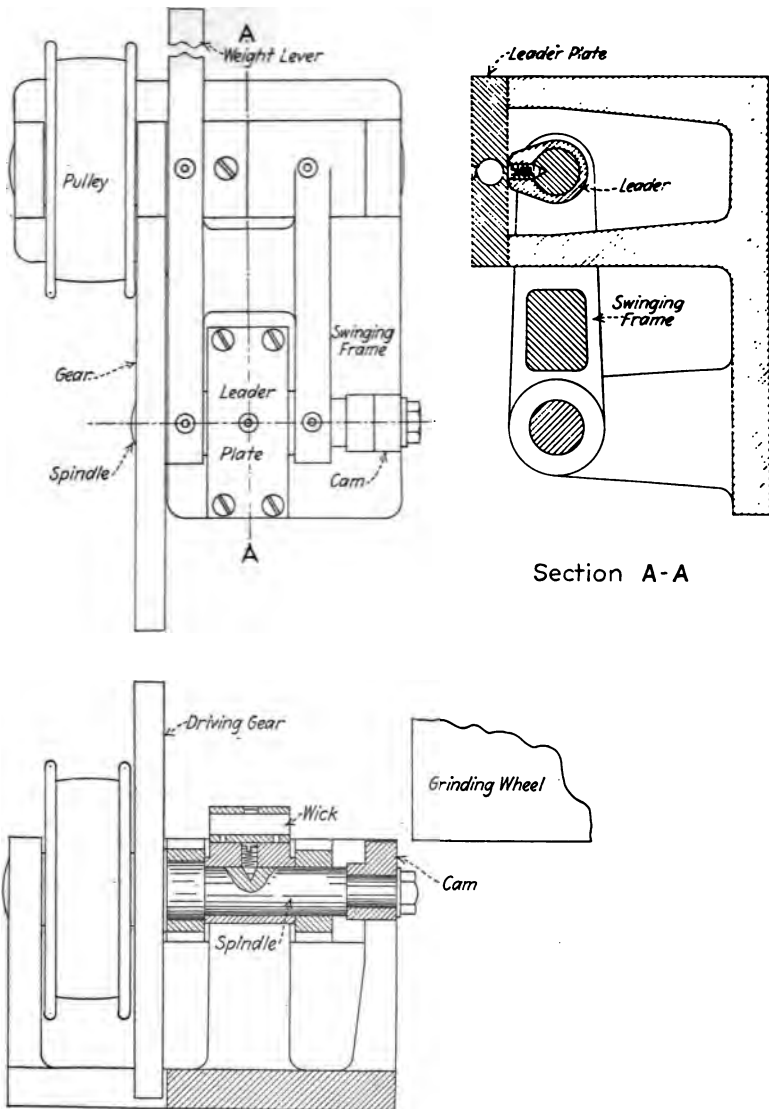 A
Weight Lever
Pulley
Swinging
Frame
Gear
Leader
Plate
Spindle
Cam
A
Leader Plate
Leader
Swinging
Frame
Section A-A
Driving Gear
Wick
Grinding Wheel
Cam
Spindle